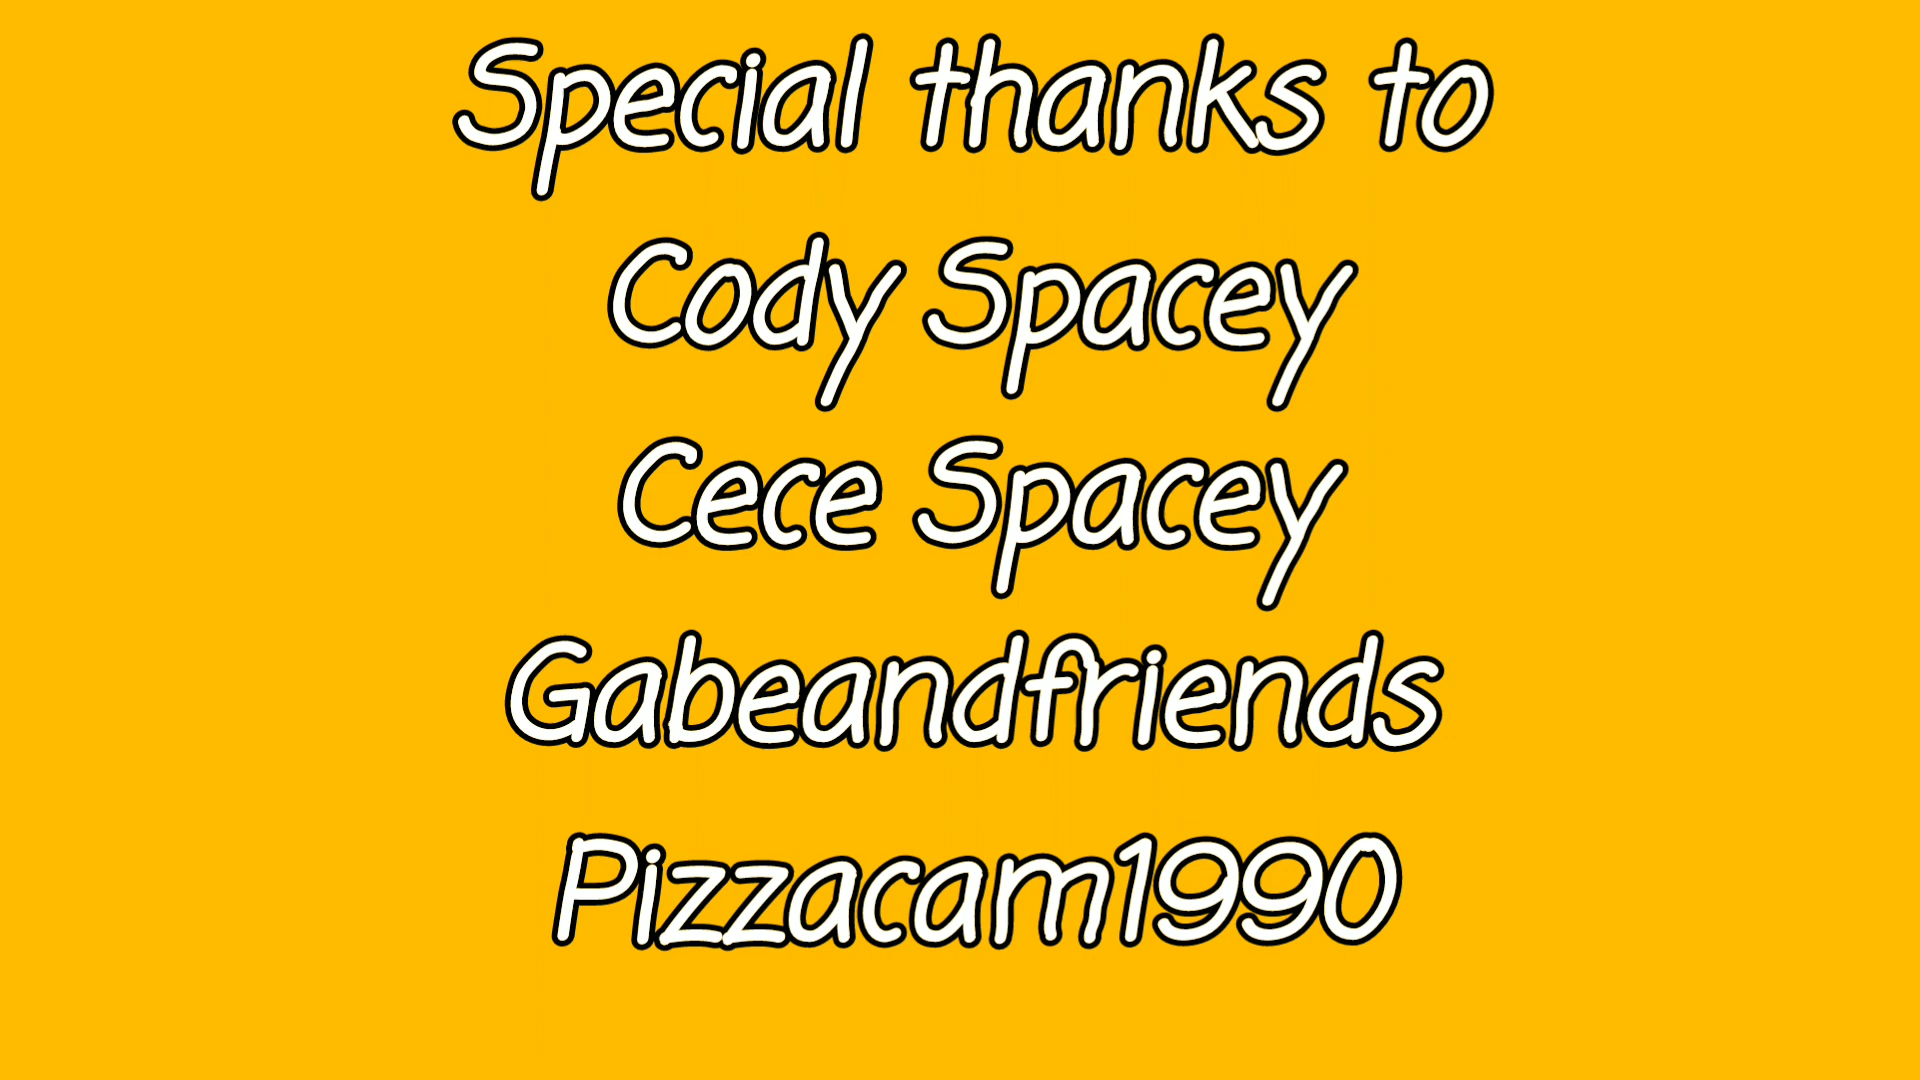 Special thanks to
Cody Spacey
Cece Spacey
Gabeandfriends
Pizzacam1990